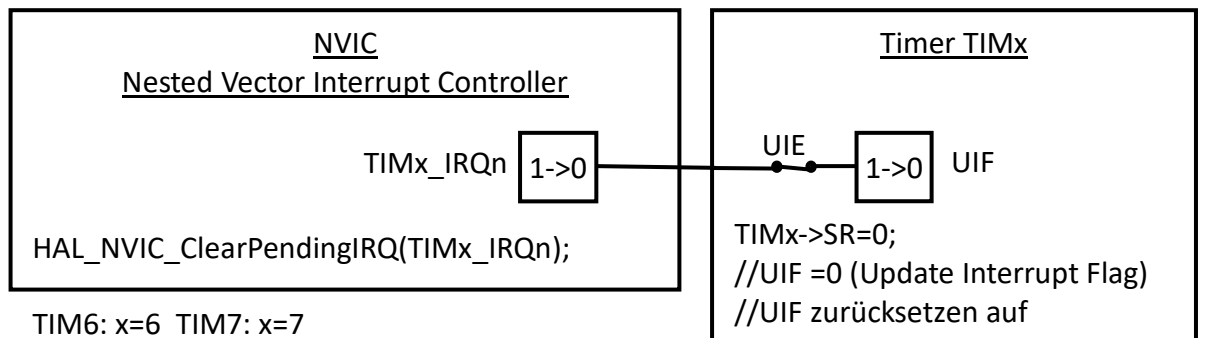 NVIC
Nested Vector Interrupt Controller
TIMx_IRQn 1->0
HAL_NVIC_ClearPendingIRQ(TIMx_IRQn);
TIM6: x=6 TIM7: x=7
Timer TIMx
UIE 1->0 UIF
TIMx->SR=0;
//UIF =0 (Update Interrupt Flag)
//UIF zurücksetzen auf